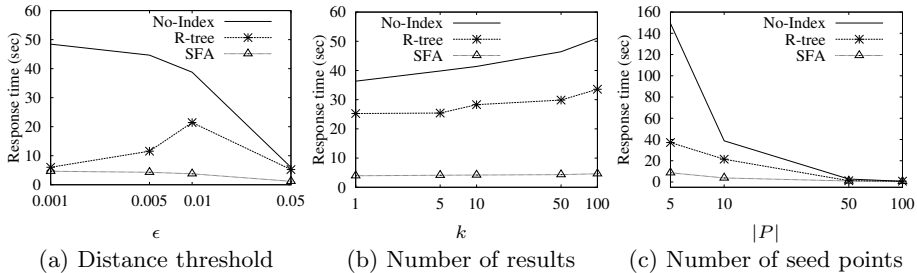 Response time (sec)
60
50
40
30
20
10
0
0.001
0.005
0.01
0.05
No-Index
R-tree
SFA
ϵ
(a) Distance threshold
Response time (sec)
60
50
40
30
20
10
0
1
5
10
50
100
No-Index
R-tree
SFA
k
(b) Number of results
Response time (sec)
160
140
120
100
80
60
40
20
0
5
10
50
100
No-Index
R-tree
SFA
|P|
(c) Number of seed points